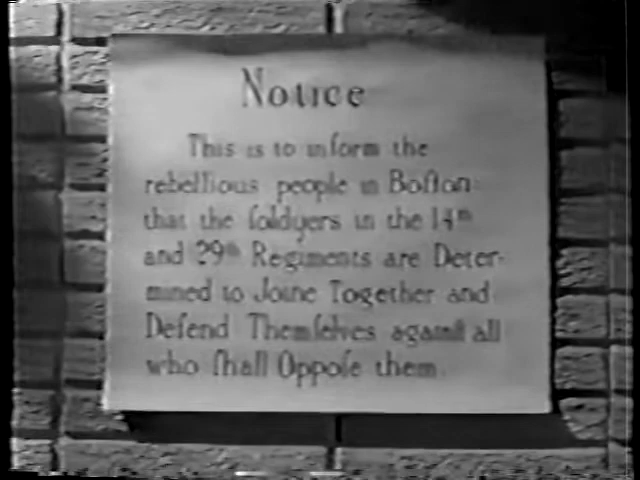 Notice
This is to inform the
rebellious people in Boſton
that the ſoldyers in the 14th
and 29th Regiments are Deter-
mined to Joine Together and
Defend Themſelves againſt all
who ſhall Oppoſe them.